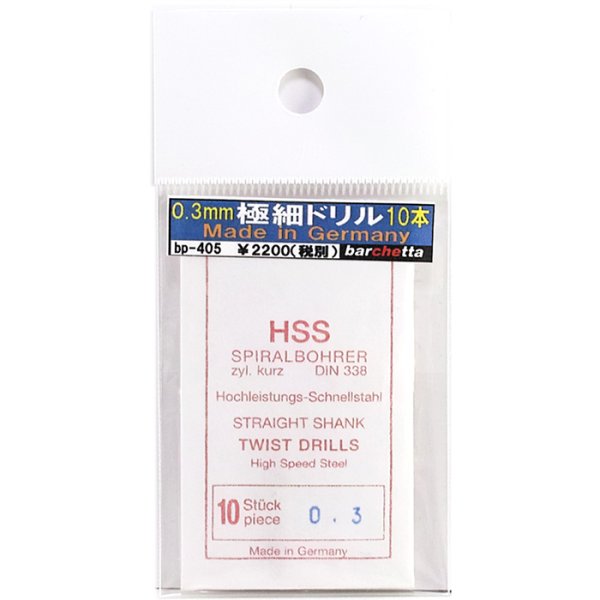 0.3mm 極細ドリル 10本
Made in Germany
bp-405 ¥2200(税別) barchetta
HSS
SPIRALBOHRER
zyl. kurz DIN 338
Hochleistungs-Schnellstahl
STRAIGHT SHANK
TWIST DRILLS
High Speed Steel
10 Stück
piece 0.3
Made in Germany